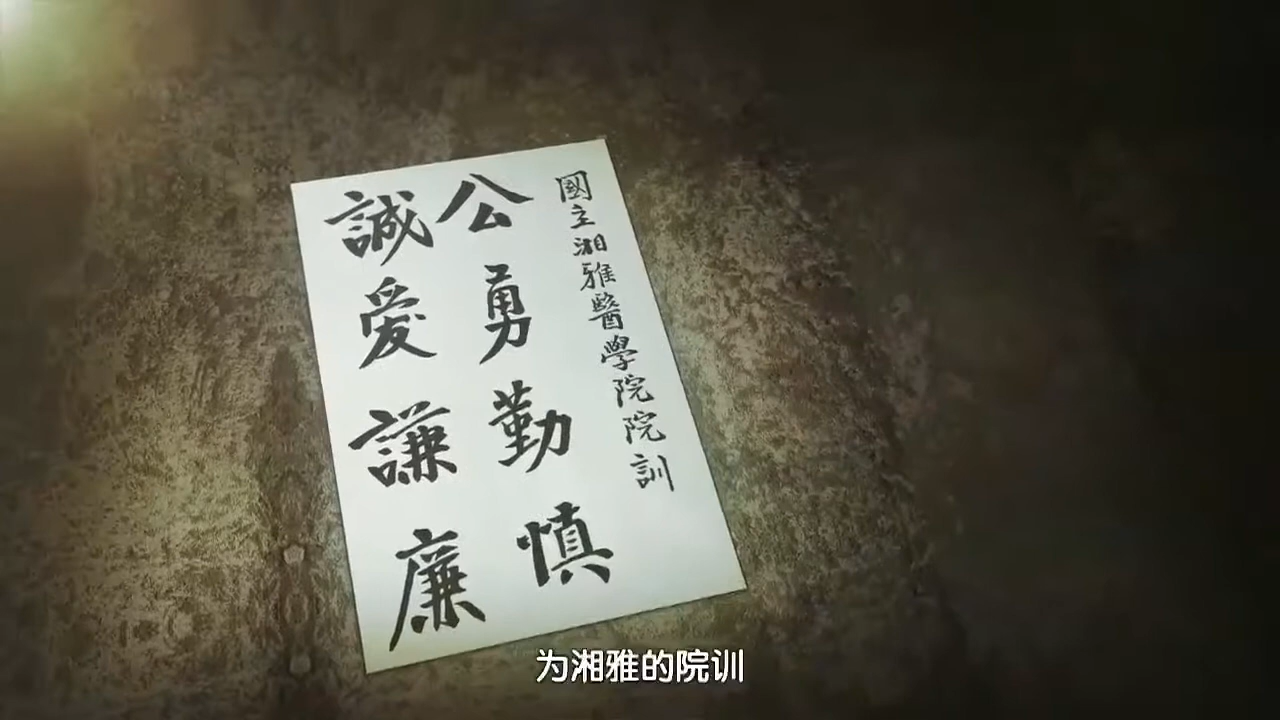 國立湘雅醫學院院訓
公勇勤慎
誠愛謙廉
为湘雅的院训